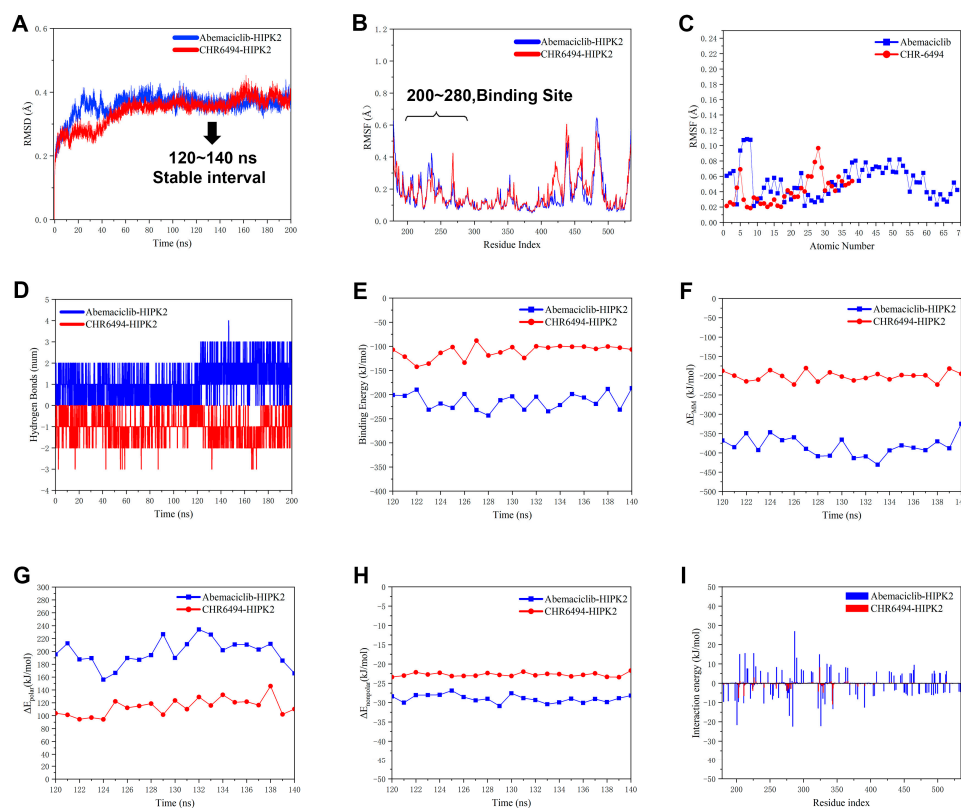 A
Abemaciclib-HIPK2
CHR6494-HIPK2
RMSD (Å)
0.6
0.4
0.2
0.0
120~140 ns
Stable interval
0 20 40 60 80 100 120 140 160 180 200
Time (ns)
B
Abemaciclib-HIPK2
CHR6494-HIPK2
200~280,Binding Site
RMSF (Å)
1.2
1.0
0.8
0.6
0.4
0.2
0.0
200 250 300 350 400 450 500
Residue Index
C
Abemaciclib
CHR-6494
RMSF (Å)
0.24
0.22
0.20
0.18
0.16
0.14
0.12
0.10
0.08
0.06
0.04
0.02
0.00
0 5 10 15 20 25 30 35 40 45 50 55 60 65 70
Atomic Number
D
Abemaciclib-HIPK2
CHR6494-HIPK2
Hydrogen Bonds (num)
5
4
3
2
1
0
−1
−2
−3
−4
0 20 40 60 80 100 120 140 160 180 200
Time (ns)
E
Abemaciclib-HIPK2
CHR6494-HIPK2
Binding Energy (kJ/mol)
0
−50
−100
−150
−200
−250
−300
−350
−400
120 122 124 126 128 130 132 134 136 138 140
Time (ns)
F
Abemaciclib-HIPK2
CHR6494-HIPK2
ΔEMM (kJ/mol)
0
−50
−100
−150
−200
−250
−300
−350
−400
−450
−500
120 122 124 126 128 130 132 134 136 138 140
Time (ns)
G
Abemaciclib-HIPK2
CHR6494-HIPK2
ΔEpolar(kJ/mol)
300
280
260
240
220
200
180
160
140
120
100
80
60
40
20
0
120 122 124 126 128 130 132 134 136 138 140
Time (ns)
H
Abemaciclib-HIPK2
CHR6494-HIPK2
ΔEnonpolar(kJ/mol)
0
−5
−10
−15
−20
−25
−30
−35
40
45
−50
120 122 124 126 128 130 132 134 136 138 140
Time (ns)
I
Abemaciclib-HIPK2
CHR6494-HIPK2
Interaction energy (kJ/mol)
50
40
30
20
10
0
−10
−20
−30
−40
−50
200 250 300 350 400 450 500
Residue index